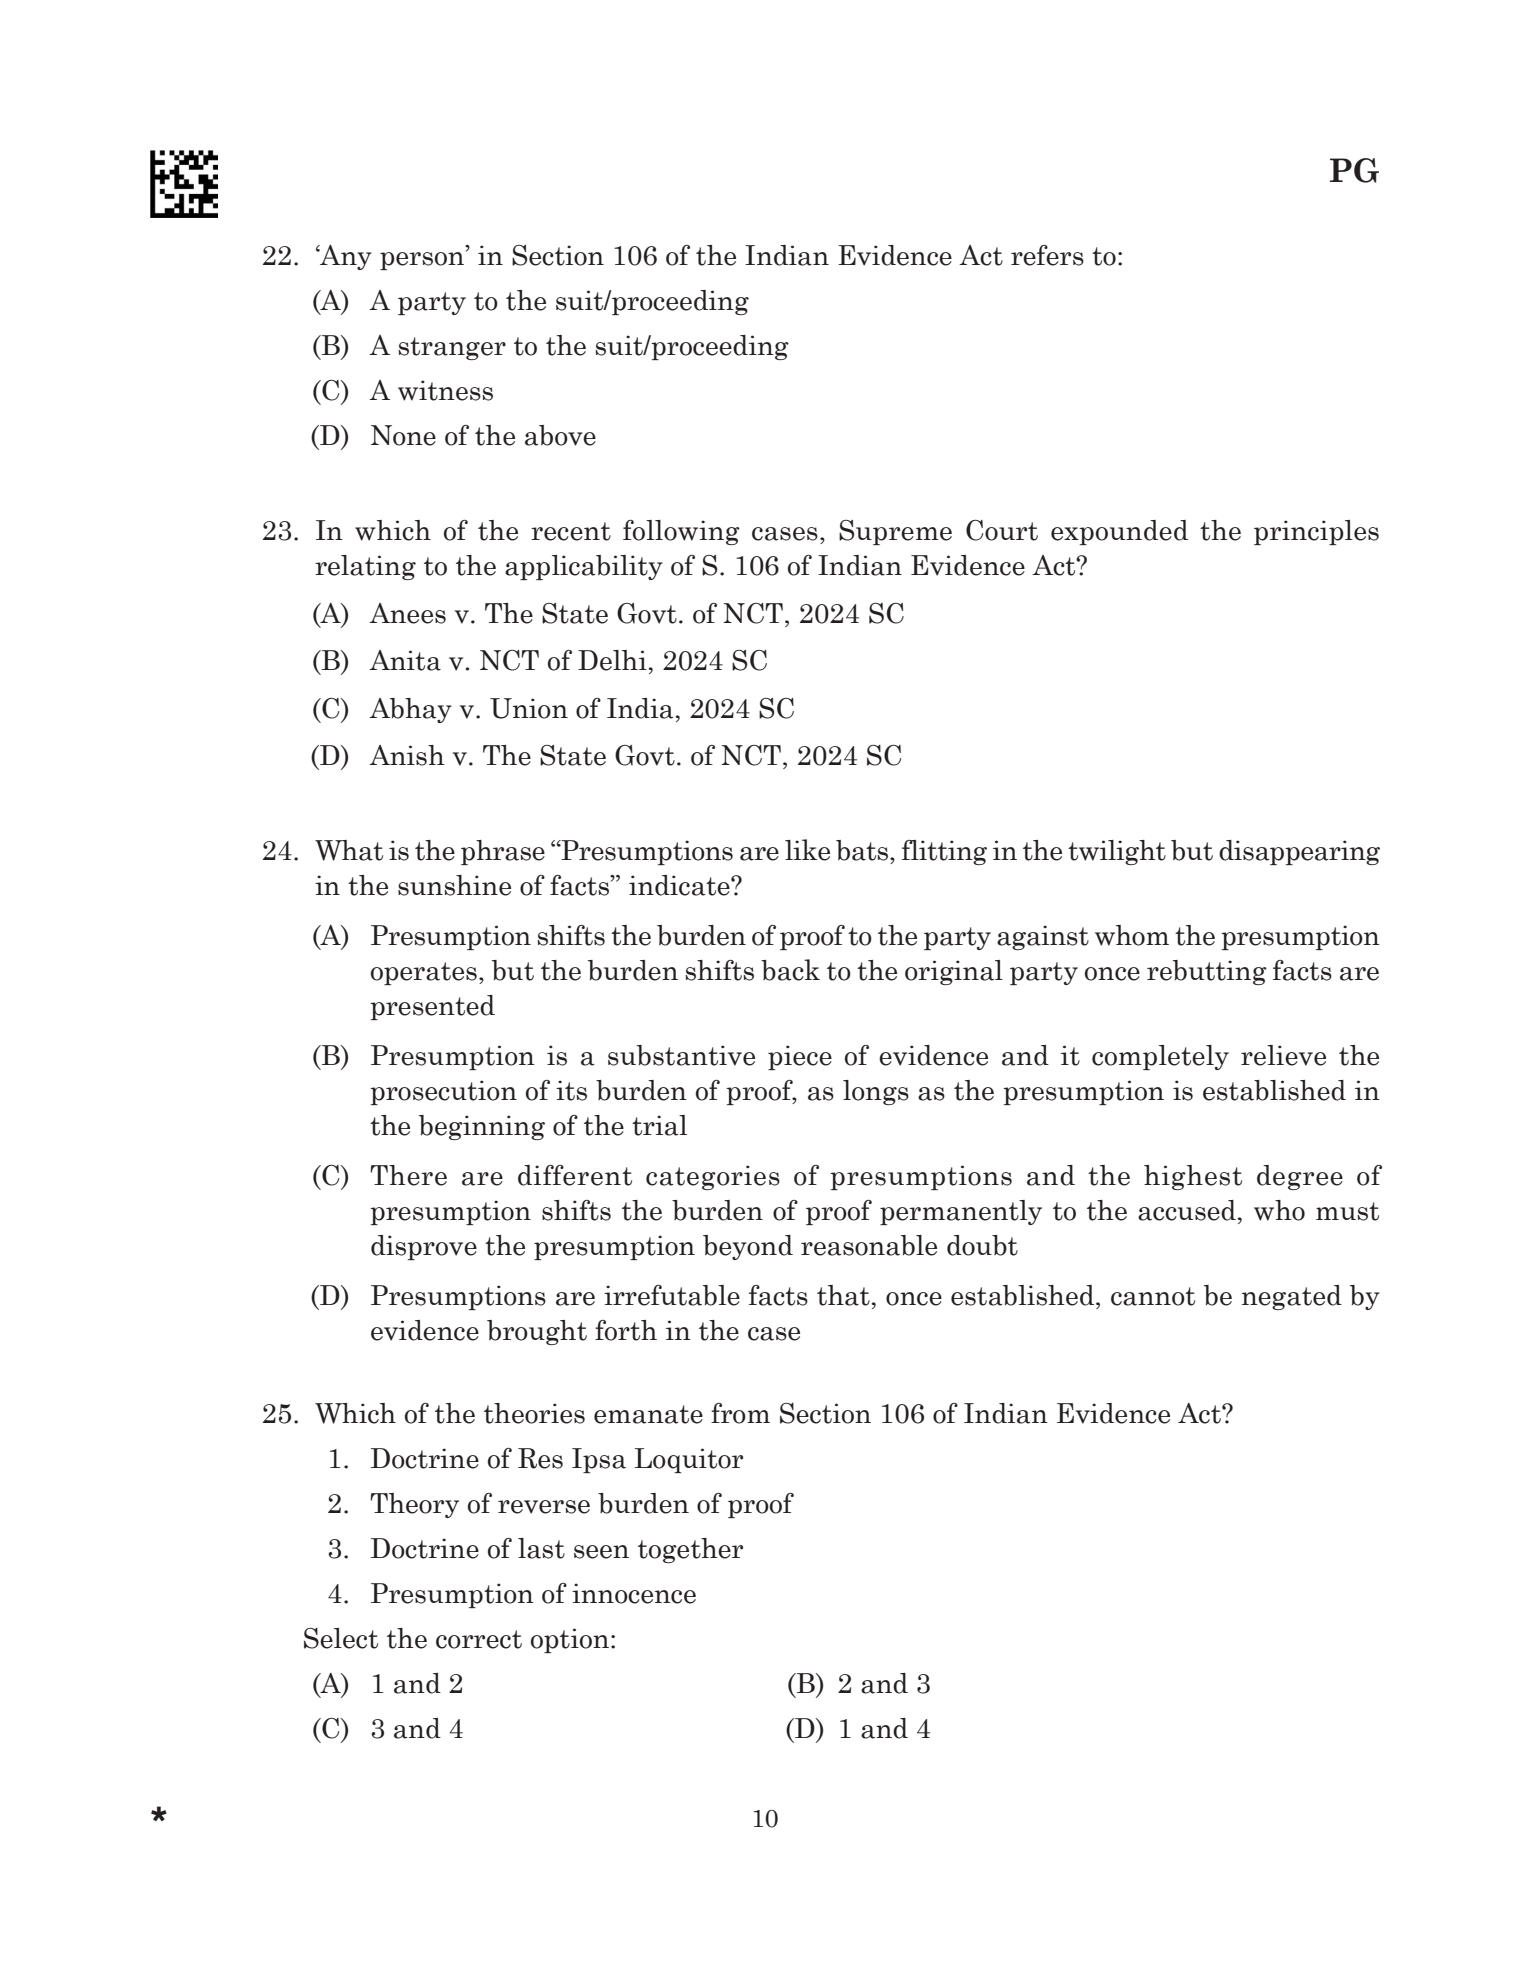 PG
22. ‘Any person’ in Section 106 of the Indian Evidence Act refers to:
(A) A party to the suit/proceeding
(B) A stranger to the suit/proceeding
(C) A witness
(D) None of the above
23. In which of the recent following cases, Supreme Court expounded the principles
relating to the applicability of S. 106 of Indian Evidence Act?
(A) Anees v. The State Govt. of NCT, 2024 SC
(B) Anita v. NCT of Delhi, 2024 SC
(C) Abhay v. Union of India, 2024 SC
(D) Anish v. The State Govt. of NCT, 2024 SC
24. What is the phrase “Presumptions are like bats, flitting in the twilight but disappearing
in the sunshine of facts” indicate?
(A) Presumption shifts the burden of proof to the party against whom the presumption
operates, but the burden shifts back to the original party once rebutting facts are
presented
(B) Presumption is a substantive piece of evidence and it completely relieve the
prosecution of its burden of proof, as longs as the presumption is established in
the beginning of the trial
(C) There are different categories of presumptions and the highest degree of
presumption shifts the burden of proof permanently to the accused, who must
disprove the presumption beyond reasonable doubt
(D) Presumptions are irrefutable facts that, once established, cannot be negated by
evidence brought forth in the case
25. Which of the theories emanate from Section 106 of Indian Evidence Act?
1. Doctrine of Res Ipsa Loquitor
2. Theory of reverse burden of proof
3. Doctrine of last seen together
4. Presumption of innocence
Select the correct option:
(A) 1 and 2 (B) 2 and 3
(C) 3 and 4 (D) 1 and 4
* 10